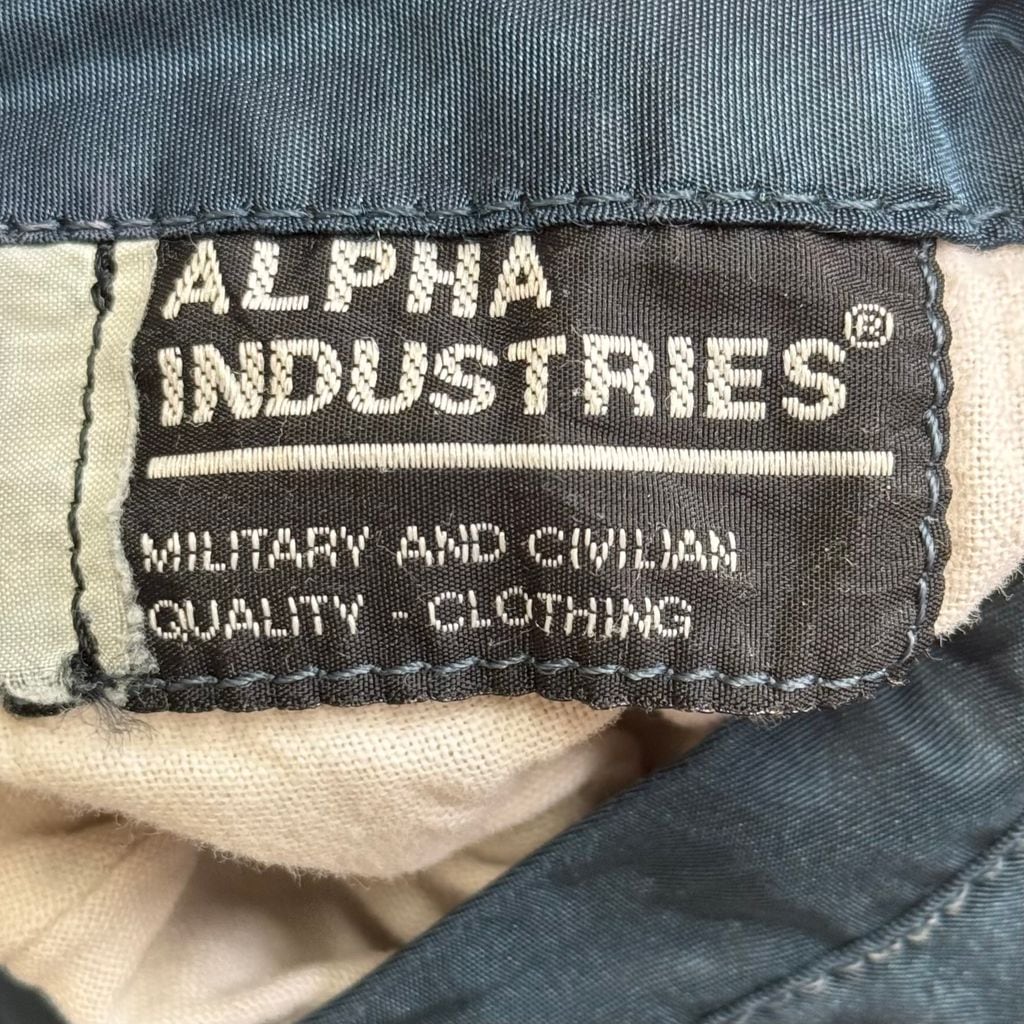 ALPHA
INDUSTRIES®
MILITARY AND CIVILIAN
QUALITY - CLOTHING